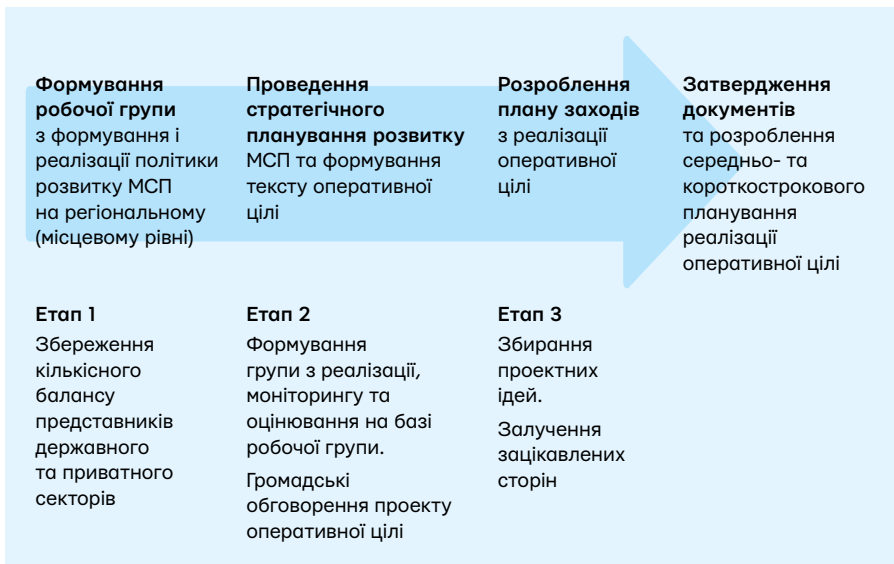 Формування
робочої групи
з формування і
реалізації політики
розвитку МСП
на регіональному
(місцевому рівні)
Проведення
стратегічного
планування розвитку
МСП та формування
тексту оперативної
цілі
Розроблення
плану заходів
з реалізації
оперативної
цілі
Затвердження
документів
та розроблення
середньо- та
короткострокового
планування
реалізації
оперативної цілі
Етап 1
Збереження
кількісного
балансу
представників
державного
та приватного
секторів
Етап 2
Формування
групи з реалізації,
моніторингу та
оцінювання на базі
робочої групи.
Громадські
обговорення проекту
оперативної цілі
Етап 3
Збирання
проектних
ідей.
Залучення
зацікавлених
сторін